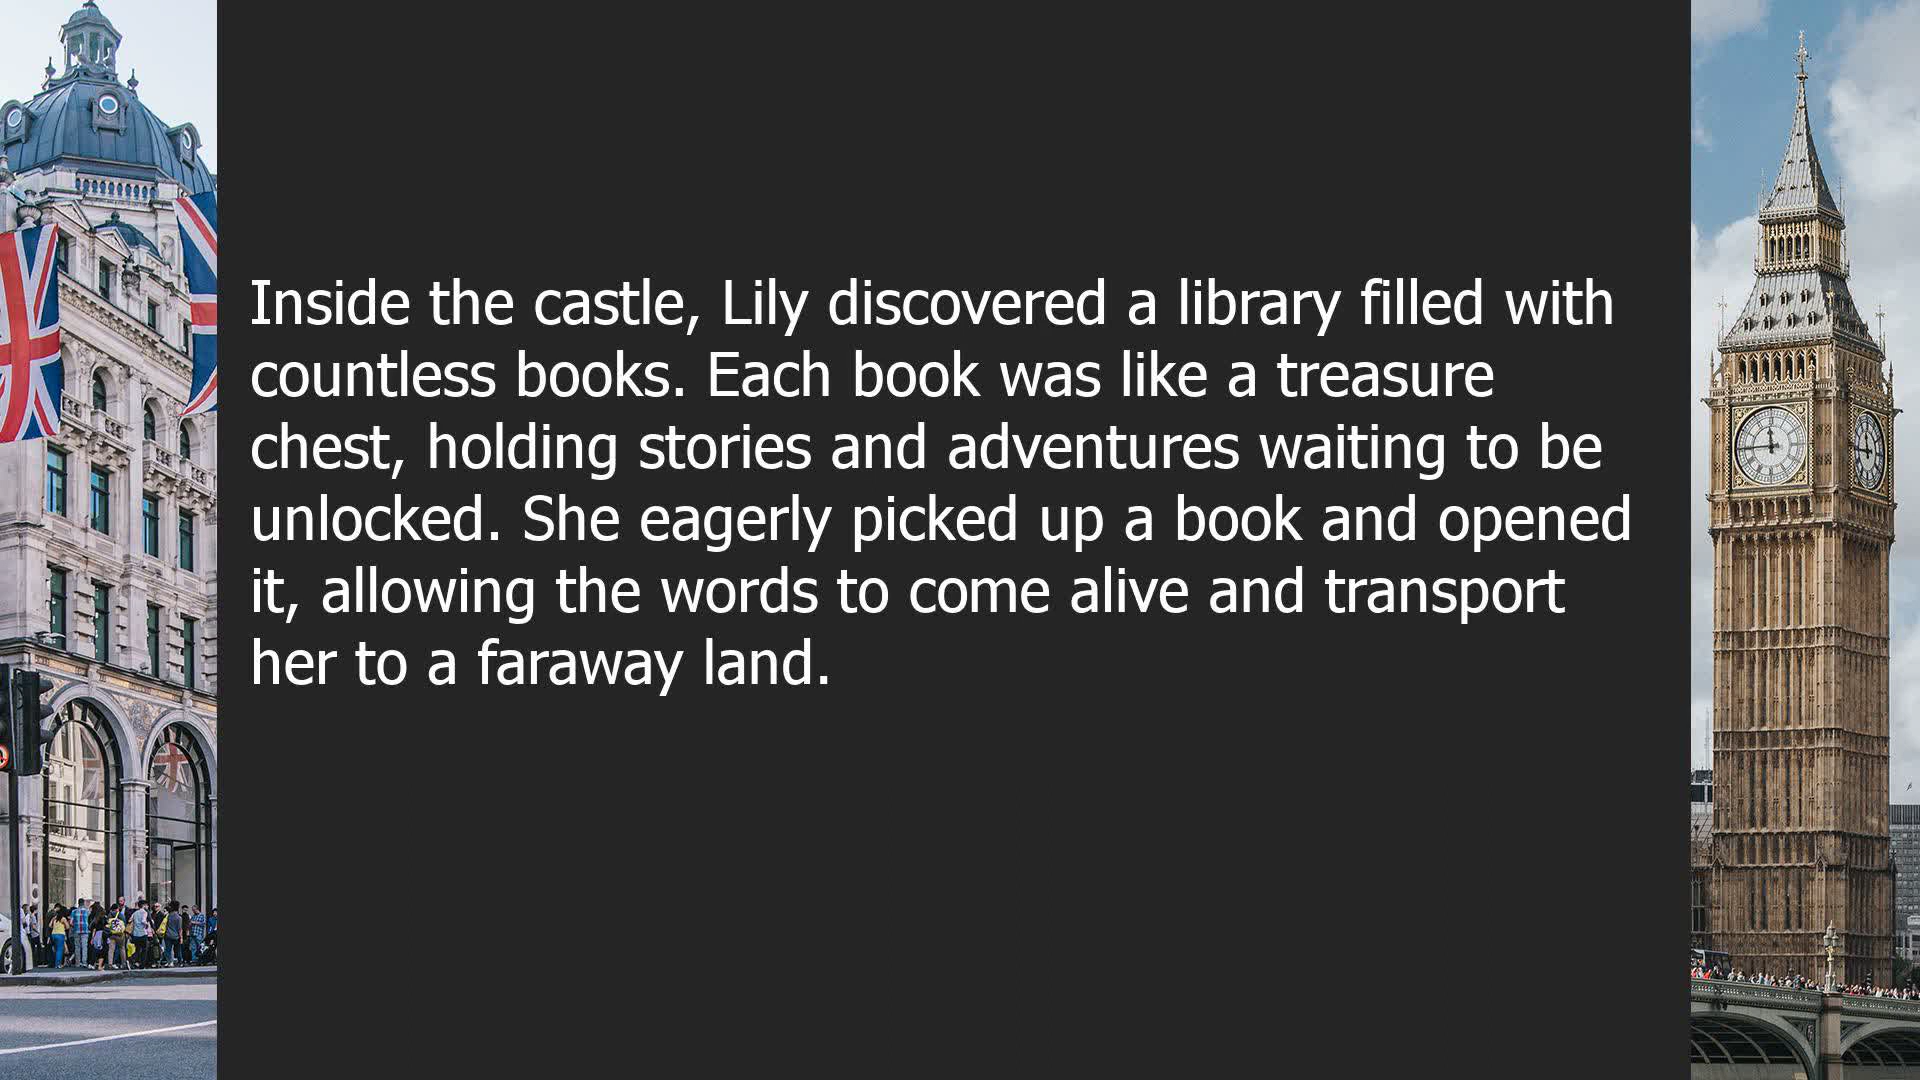 Inside the castle, Lily discovered a library filled with
countless books. Each book was like a treasure
chest, holding stories and adventures waiting to be
unlocked. She eagerly picked up a book and opened
it, allowing the words to come alive and transport
her to a faraway land.